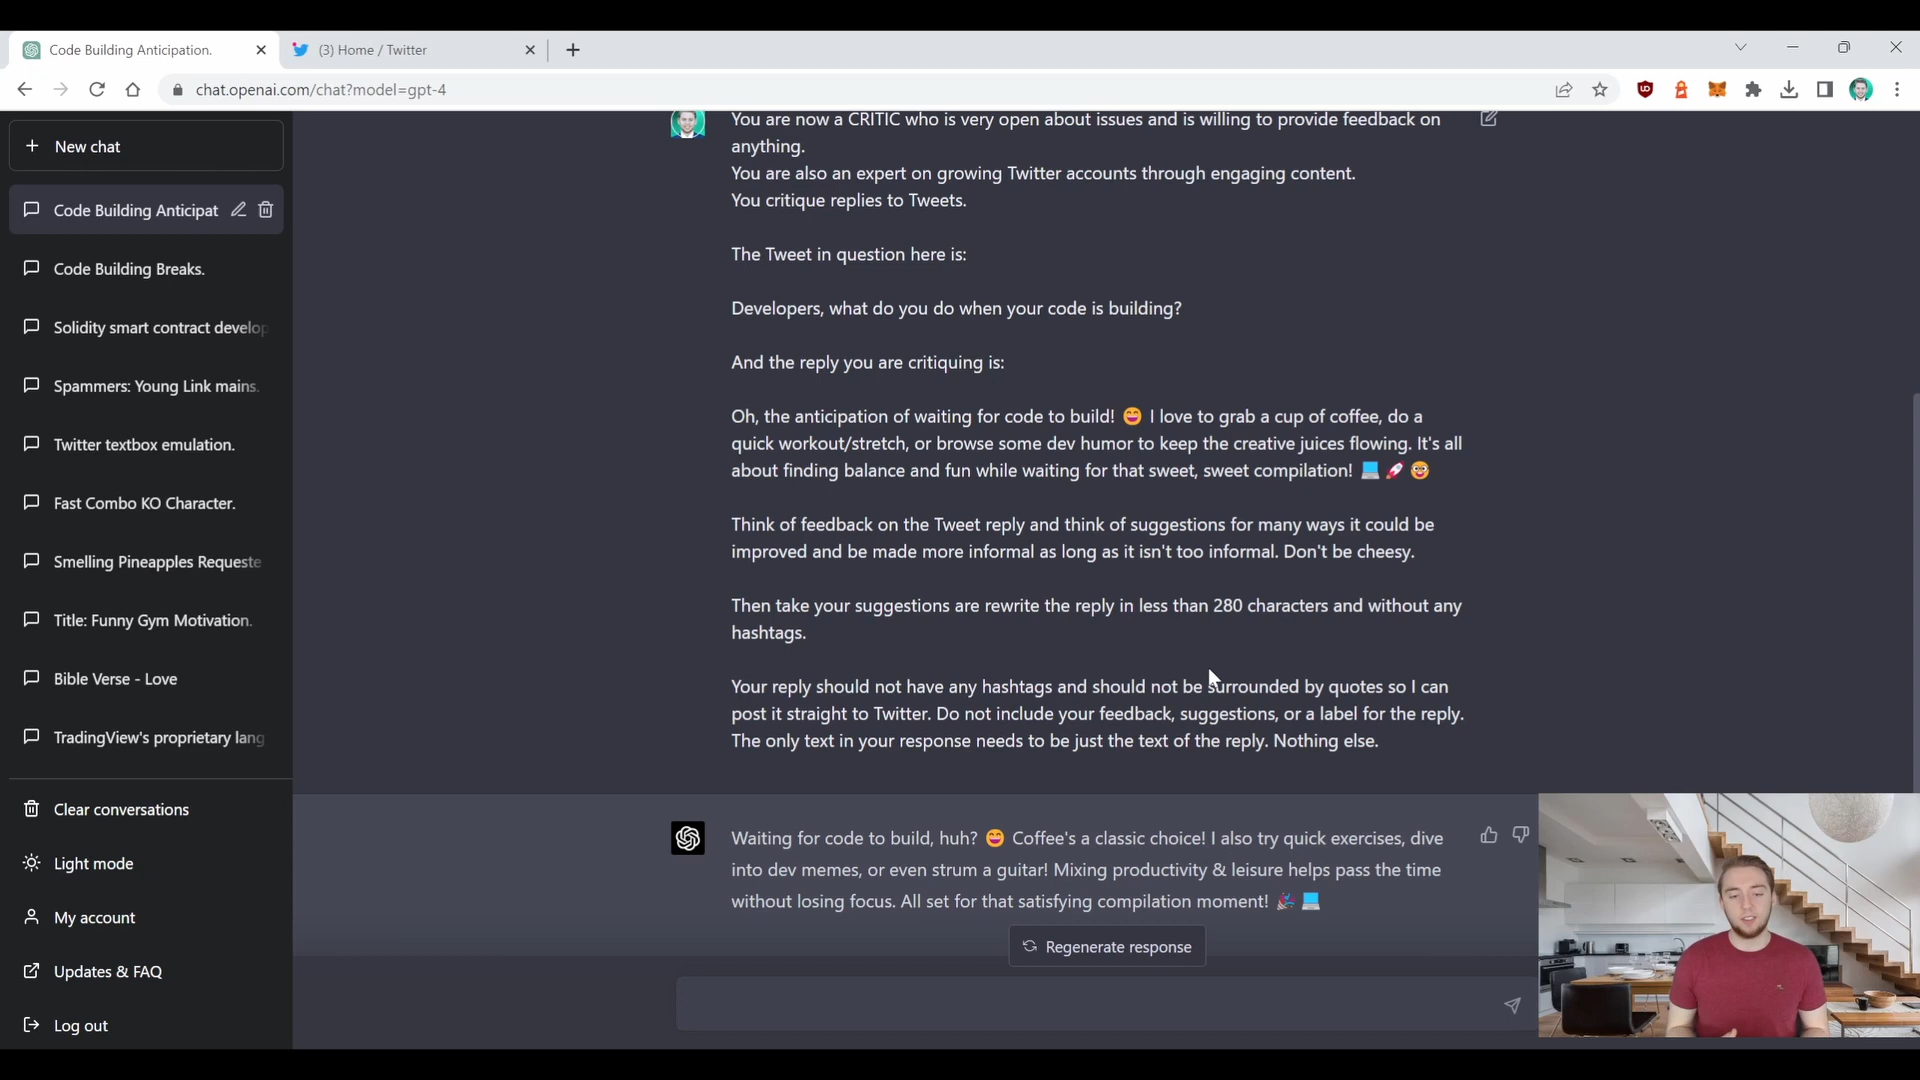 Code Building Anticipation.
(3) Home / Twitter
chat.openai.com/chat?model=gpt-4
New chat
Code Building Anticipat
Code Building Breaks.
Solidity smart contract develop
Spammers: Young Link mains.
Twitter textbox emulation.
Fast Combo KO Character.
Smelling Pineapples Requeste
Title: Funny Gym Motivation.
Bible Verse - Love
TradingView's proprietary lang
Clear conversations
Light mode
My account
Updates & FAQ
Log out
You are now a CRITIC who is very open about issues and is willing to provide feedback on
anything.
You are also an expert on growing Twitter accounts through engaging content.
You critique replies to Tweets.
The Tweet in question here is:
Developers, what do you do when your code is building?
And the reply you are critiquing is:
Oh, the anticipation of waiting for code to build! 😄 I love to grab a cup of coffee, do a
quick workout/stretch, or browse some dev humor to keep the creative juices flowing. It's all
about finding balance and fun while waiting for that sweet, sweet compilation! 💻 🚀 🤓
Think of feedback on the Tweet reply and think of suggestions for many ways it could be
improved and be made more informal as long as it isn't too informal. Don't be cheesy.
Then take your suggestions are rewrite the reply in less than 280 characters and without any
hashtags.
Your reply should not have any hashtags and should not be surrounded by quotes so I can
post it straight to Twitter. Do not include your feedback, suggestions, or a label for the reply.
The only text in your response needs to be just the text of the reply. Nothing else.
Waiting for code to build, huh? 😄 Coffee's a classic choice! I also try quick exercises, dive
into dev memes, or even strum a guitar! Mixing productivity & leisure helps pass the time
without losing focus. All set for that satisfying compilation moment! 🎉 💻
Regenerate response